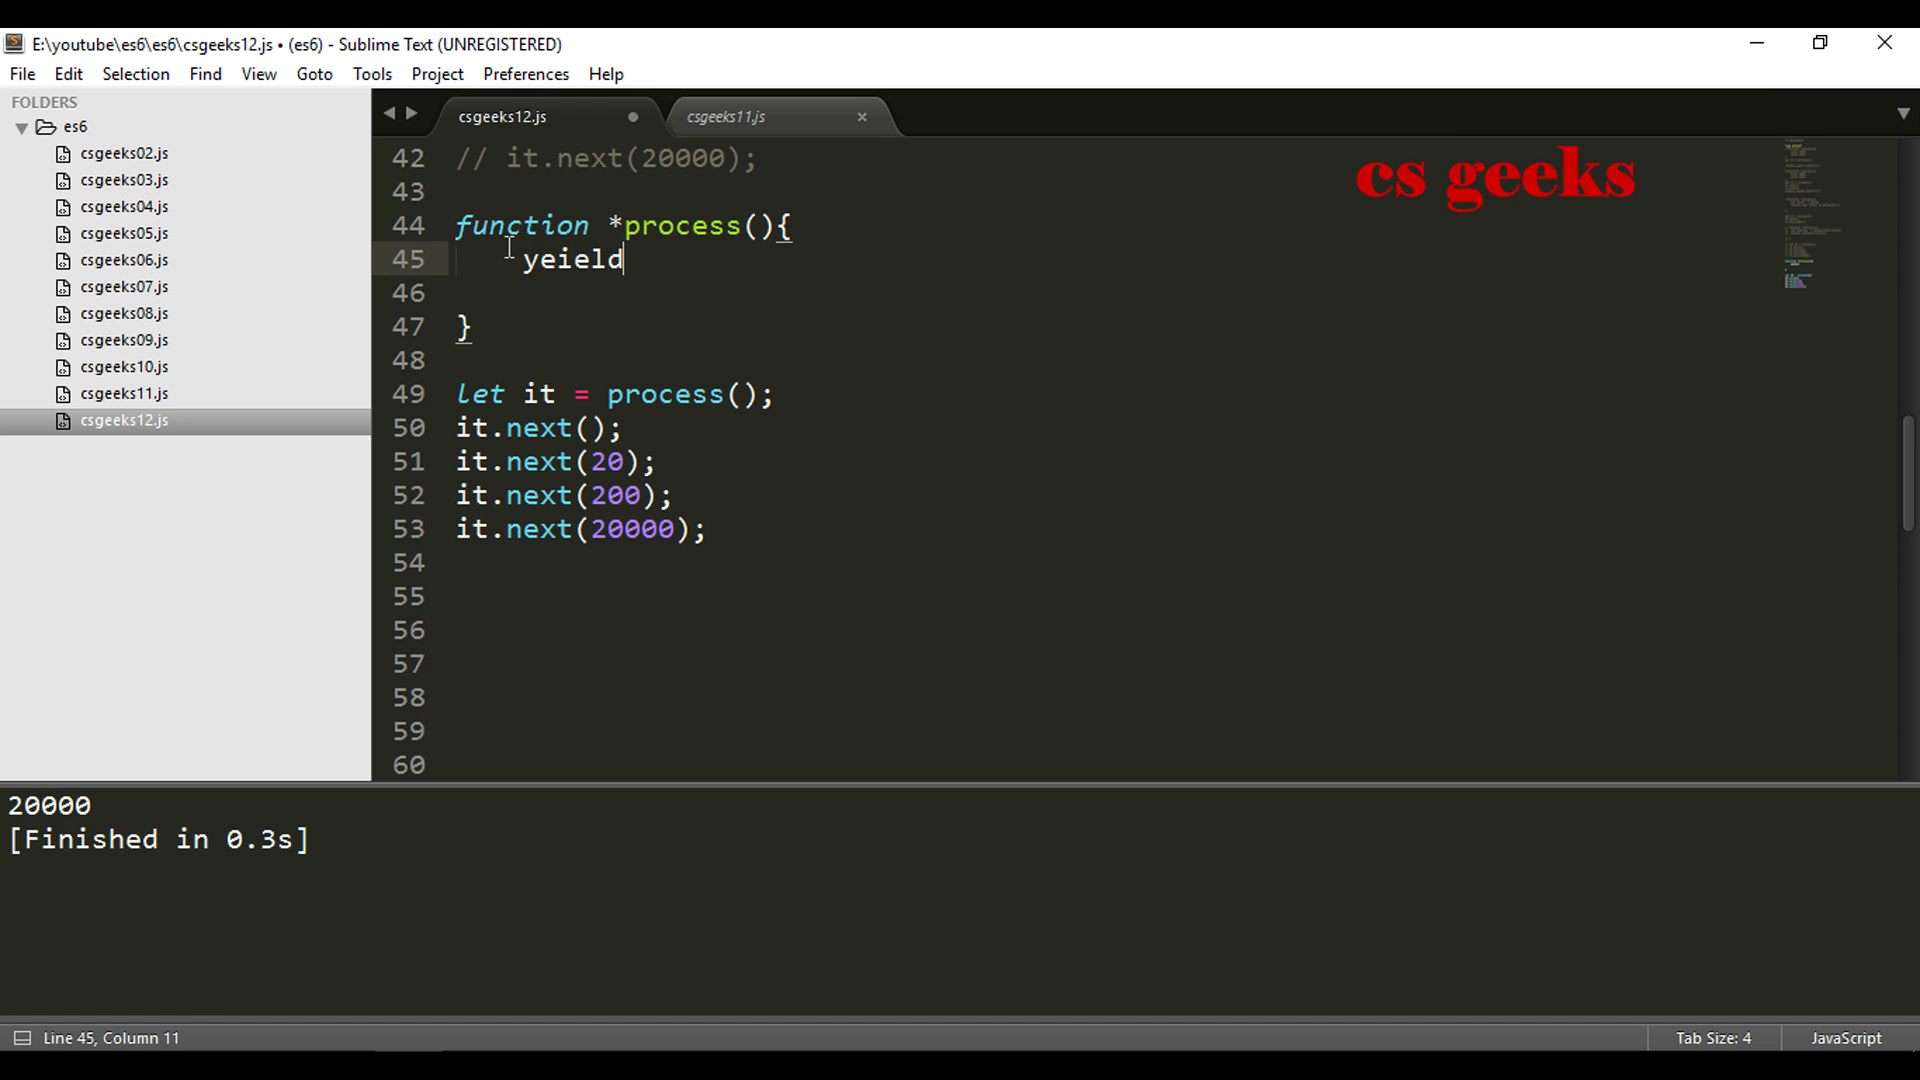 E:\youtube\es6\es6\csgeeks12.js • (es6) - Sublime Text (UNREGISTERED)
File Edit Selection Find View Goto Tools Project Preferences Help
FOLDERS
es6
csgeeks02.js
csgeeks03.js
csgeeks04.js
csgeeks05.js
csgeeks06.js
csgeeks07.js
csgeeks08.js
csgeeks09.js
csgeeks10.js
csgeeks11.js
csgeeks12.js
csgeeks12.js csgeeks11.js
cs geeks
42 // it.next(20000);
43
44 function *process(){
45 yeield
46
47 }
48
49 let it = process();
50 it.next();
51 it.next(20);
52 it.next(200);
53 it.next(20000);
54
55
56
57
58
59
60
20000
[Finished in 0.3s]
Line 45, Column 11 Tab Size: 4 JavaScript